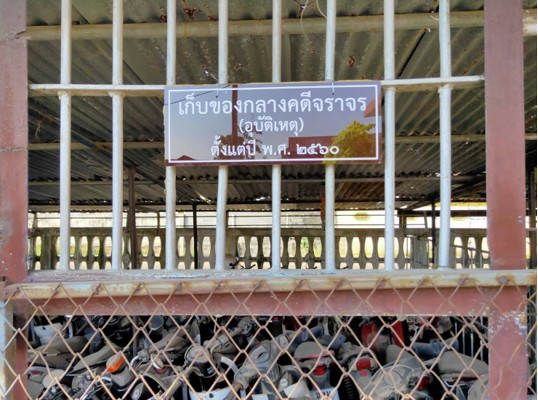 เก็บของกลางคดีจราจร
(อุบัติเหตุ)
ตั้งแต่ปี พ.ศ. ๒๕๖๐